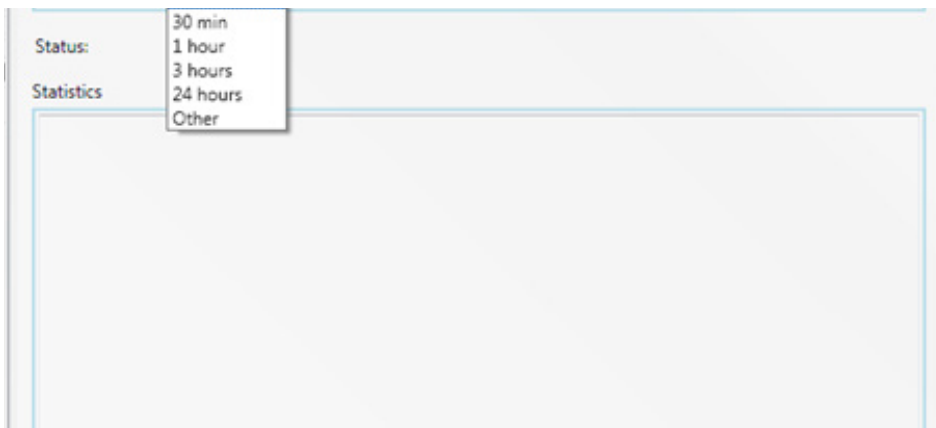 30 min
Status:
1 hour
3 hours
Statistics
24 hours
Other